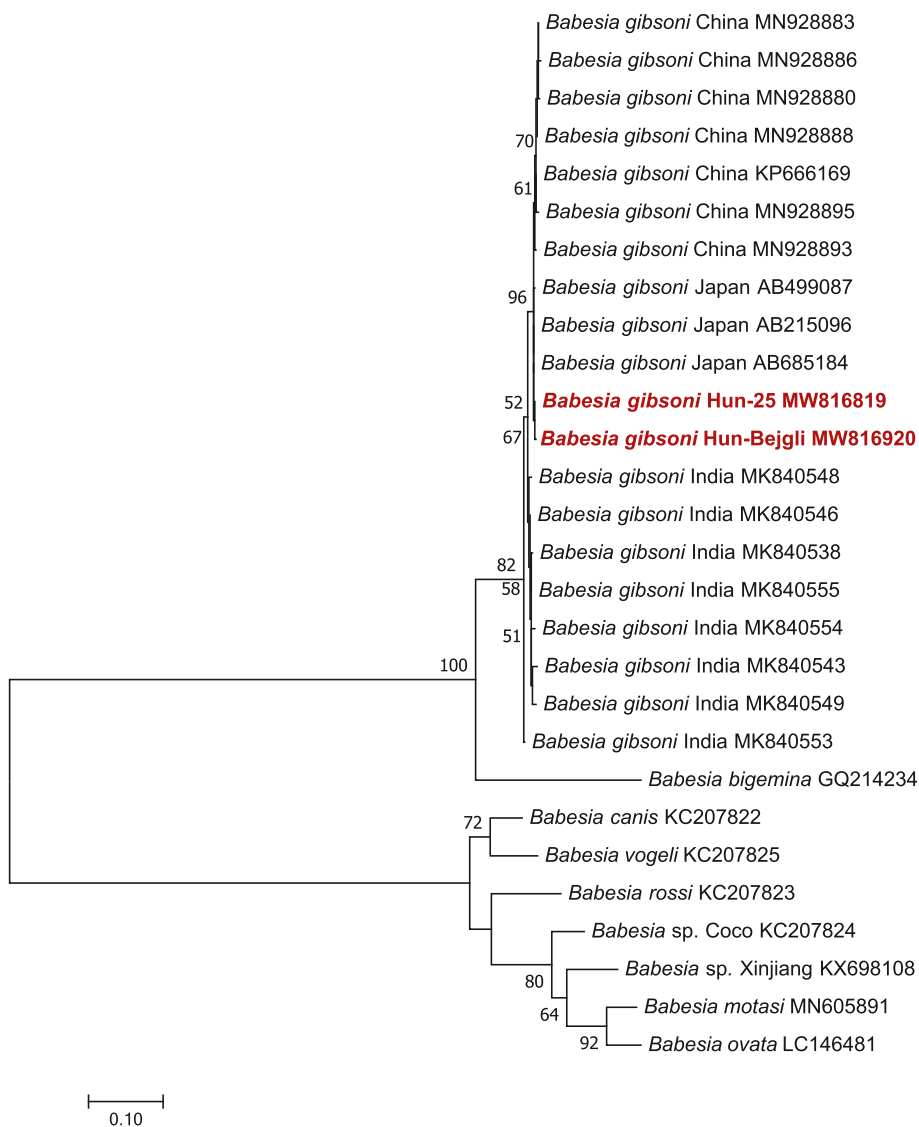 Babesia gibsoni China MN928883
Babesia gibsoni China MN928886
Babesia gibsoni China MN928880
70
Babesia gibsoni China MN928888
Babesia gibsoni China KP666169
61
Babesia gibsoni China MN928895
Babesia gibsoni China MN928893
Babesia gibsoni Japan AB499087
96
Babesia gibsoni Japan AB215096
Babesia gibsoni Japan AB685184
52
Babesia gibsoni Hun-25 MW816819
67
Babesia gibsoni Hun-Bejgli MW816920
Babesia gibsoni India MK840548
Babesia gibsoni India MK840546
Babesia gibsoni India MK840538
82
58
Babesia gibsoni India MK840555
Babesia gibsoni India MK840554
51
Babesia gibsoni India MK840543
100
Babesia gibsoni India MK840549
Babesia gibsoni India MK840553
Babesia bigemina GQ214234
72
Babesia canis KC207822
Babesia vogeli KC207825
Babesia rossi KC207823
Babesia sp. Coco KC207824
80
Babesia sp. Xinjiang KX698108
64
Babesia motasi MN605891
92
Babesia ovata LC146481
0.10